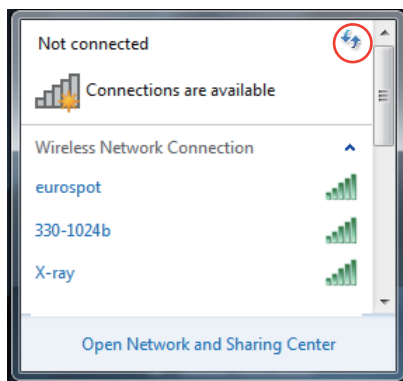 Not connected
Connections are available
Wireless Network Connection
eurospot
330-1024b
X-ray
Open Network and Sharing Center